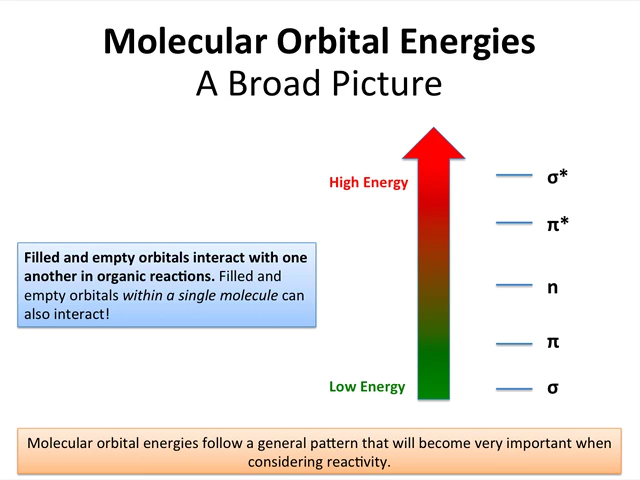 Molecular Orbital Energies
A Broad Picture
High Energy
σ*
π*
Filled and empty orbitals interact with one
another in organic reactions. Filled and
empty orbitals within a single molecule can
also interact!
n
π
Low Energy
σ
Molecular orbital energies follow a general pattern that will become very important when
considering reactivity.